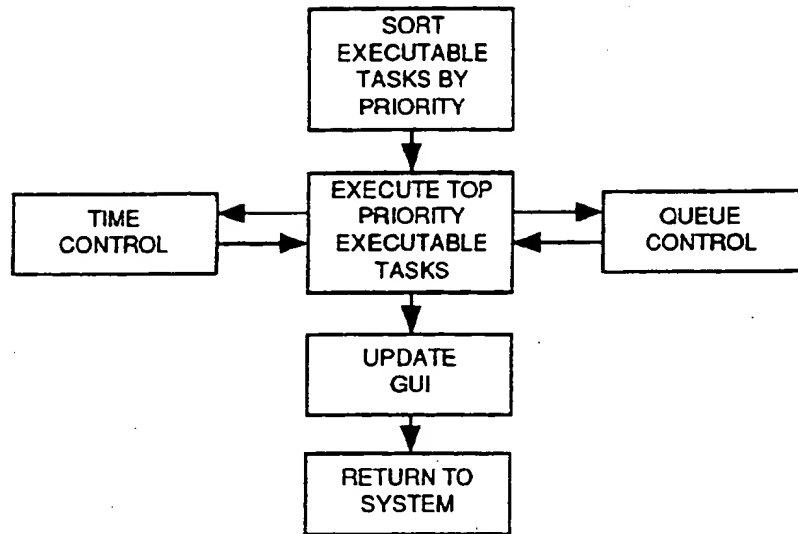 SORT
EXECUTABLE
TASKS BY
PRIORITY
TIME
CONTROL
EXECUTE TOP
PRIORITY
EXECUTABLE
TASKS
QUEUE
CONTROL
UPDATE
GUI
RETURN TO
SYSTEM